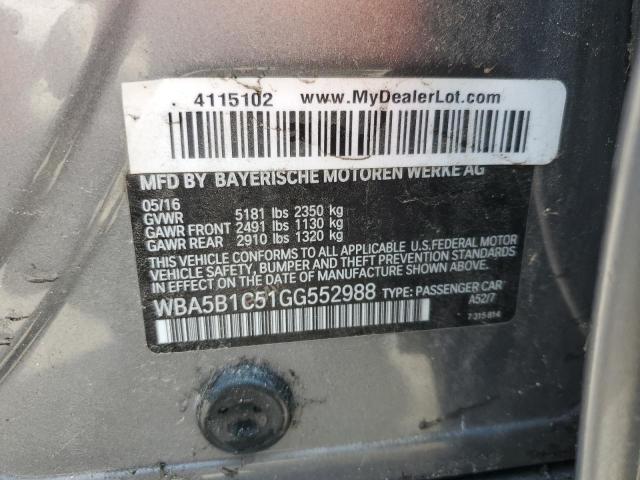 4115102 www.MyDealerLot.com
MFD BY BAYERISCHE MOTOREN WERKE AG
05/16
GVWR 5181 lbs 2350 kg
GAWR FRONT 2491 lbs 1130 kg
GAWR REAR 2910 lbs 1320 kg
THIS VEHICLE CONFORMS TO ALL APPLICABLE U.S.FEDERAL MOTOR
VEHICLE SAFETY, BUMPER, AND THEFT PREVENTION STANDARDS
IN EFFECT ON THE DATE OF MANUFACTURE SHOWN ABOVE.
WBA5B1C51GG552988 TYPE: PASSENGER CAR
A52/7
7 315 814